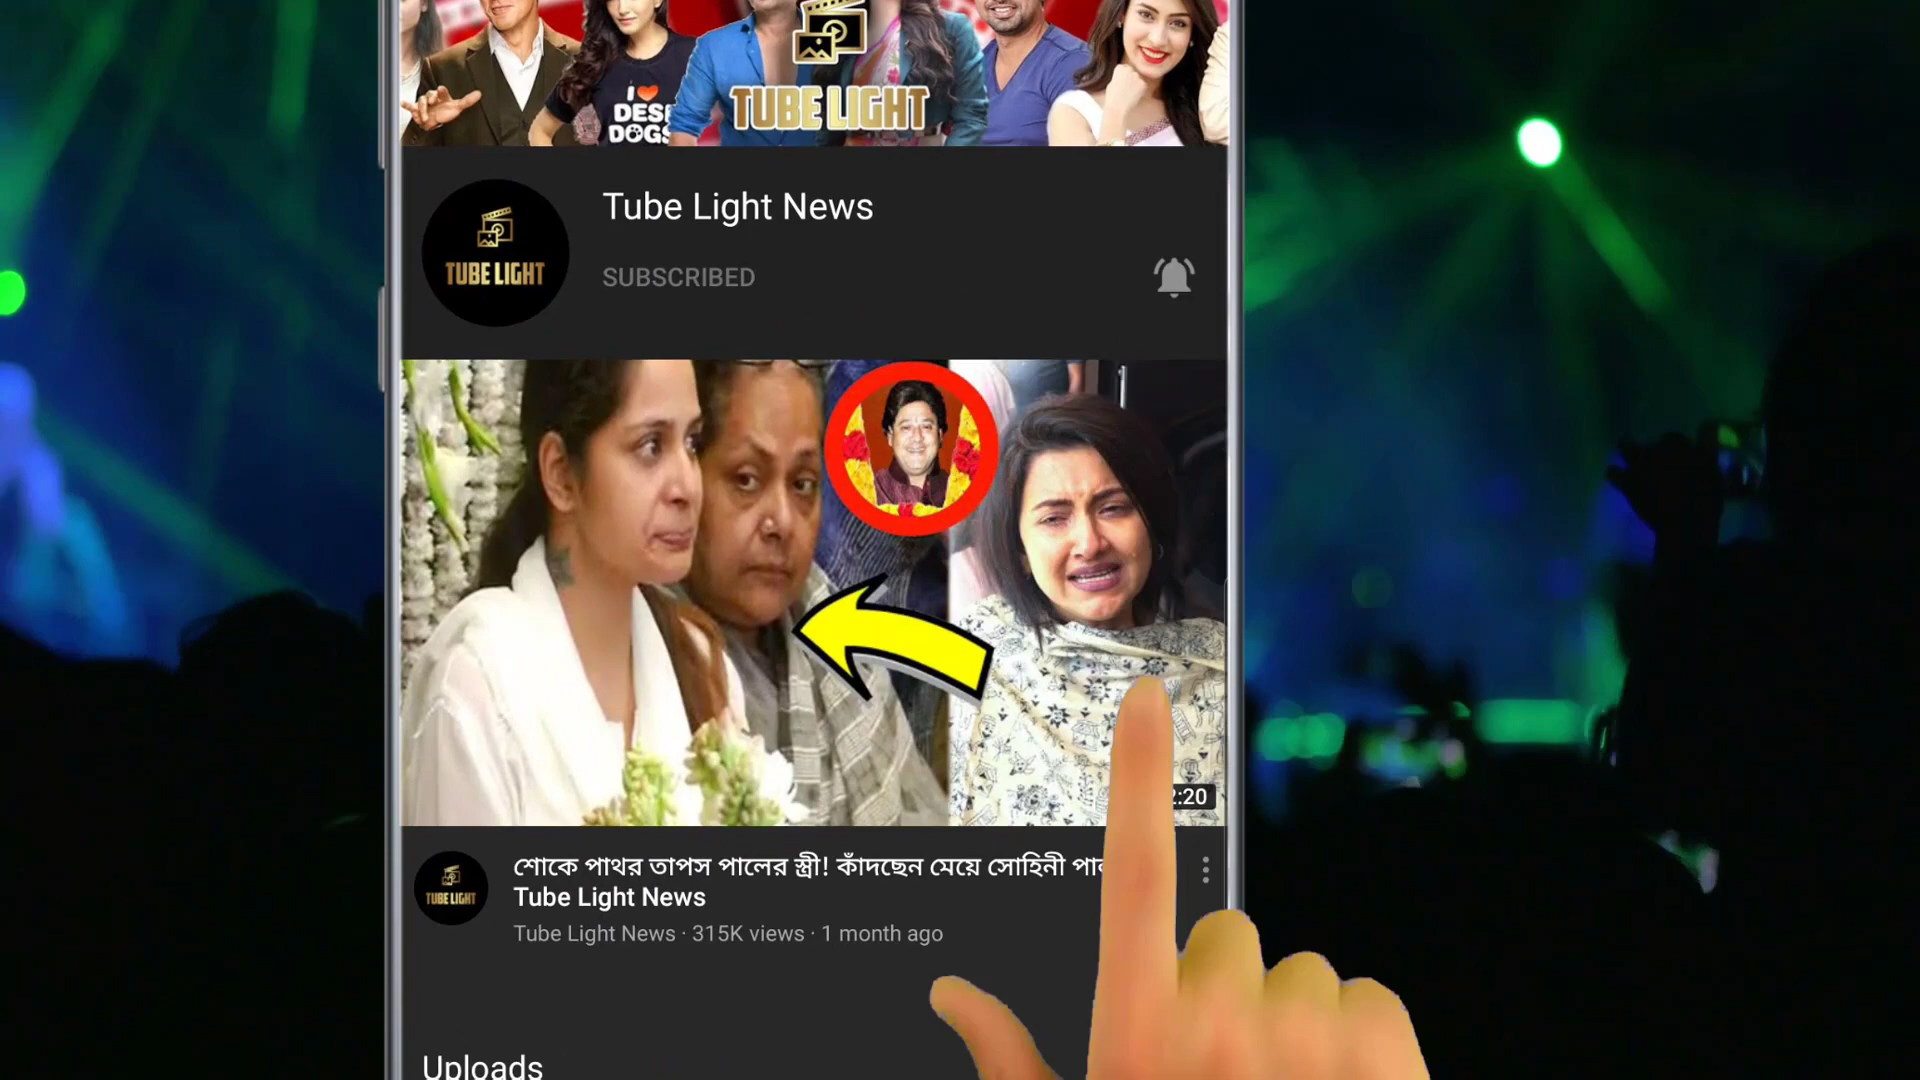 I ❤ DESI
DOGS
TUBE LIGHT
Tube Light News
TUBE LIGHT
SUBSCRIBED
:20
শোকে পাথর তাপস পালের স্ত্রী! কাঁদছেন মেয়ে সোহিনী
TUBE LIGHT
Tube Light News
Tube Light News · 315K views · 1 month ago
Uploads